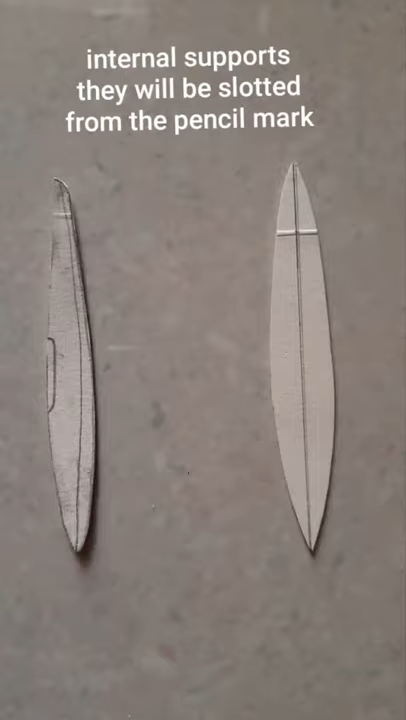 internal supports
they will be slotted
from the pencil mark